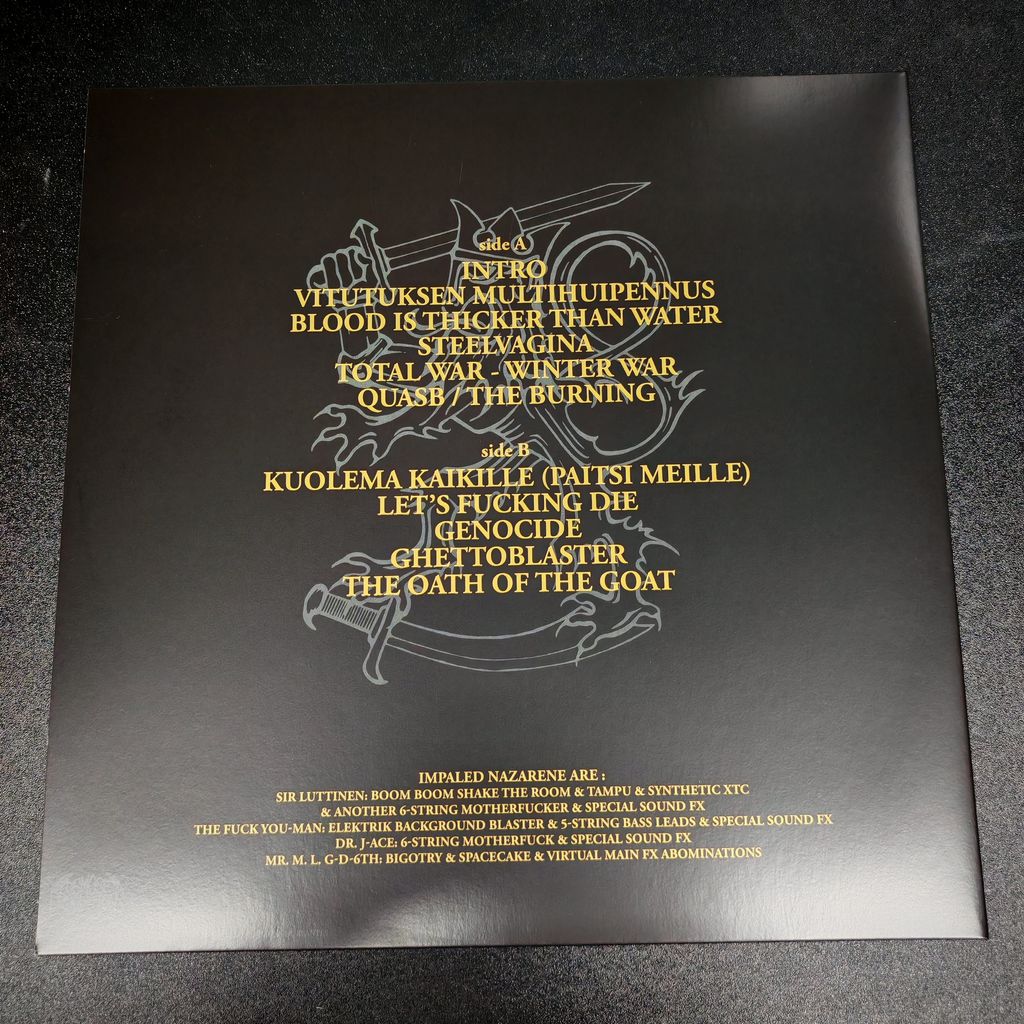 side A
INTRO
VITUTUKSEN MULTIHUIPENNUS
BLOOD IS THICKER THAN WATER
STEELVAGINA
TOTAL WAR - WINTER WAR
QUASB / THE BURNING
side B
KUOLEMA KAIKILLE (PAITSI MEILLE)
LET'S FUCKING DIE
GENOCIDE
GHETTOBLASTER
THE OATH OF THE GOAT
IMPALED NAZARENE ARE :
SIR LUTTINEN: BOOM BOOM SHAKE THE ROOM & TAMPU & SYNTHETIC XTC
& ANOTHER 6-STRING MOTHERFUCKER & SPECIAL SOUND FX
THE FUCK YOU-MAN: ELEKTRIK BACKGROUND BLASTER & 5-STRING BASS LEADS & SPECIAL SOUND FX
DR. J-ACE: 6-STRING MOTHERFUCK & SPECIAL SOUND FX
MR. M. L. G-D-6TH: BIGOTRY & SPACECAKE & VIRTUAL MAIN FX ABOMINATIONS